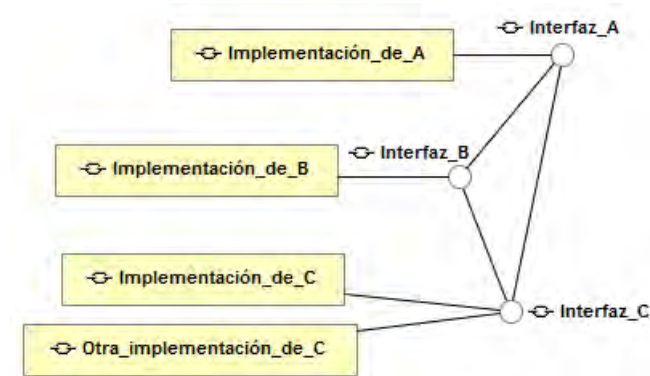 Interfaz_A
Implementación_de_A
Interfaz_B
Implementación_de_B
Implementación_de_C
Interfaz_C
Otra_implementación_de_C